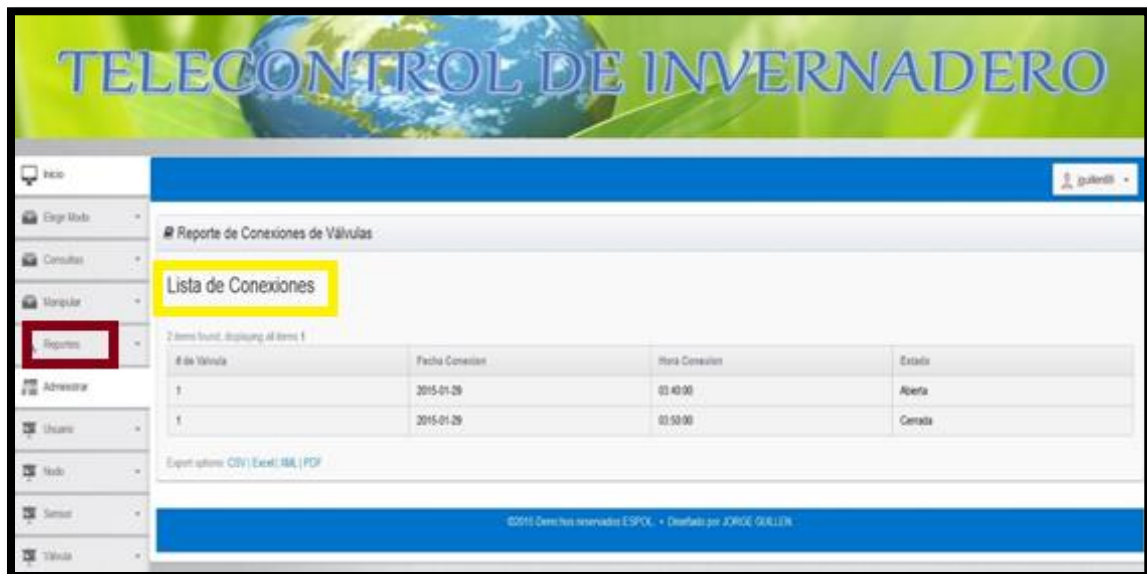 TELECONTROL DE INVERNADERO
Inicio
Elegir Modo
Consultas
Manipular
Reportes
Administrar
Usuario
Nodo
Sensor
Válvula
Reporte de Conexiones de Válvulas
Lista de Conexiones
2 items found, displaying all items 1
# de Valvula Fecha Conexion Hora Conexion Estado
1 2015-01-29 03:40:00 Abierta
1 2015-01-29 03:50:00 Cerrada
Export options: CSV | Excel | XML | PDF
©2015 Derechos reservados ESPOL. • Diseñado por JORGE GUILLEN